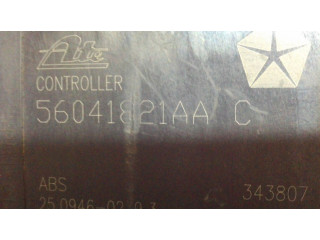 Ate
CONTROLLER
56041821AA C
ABS
343807